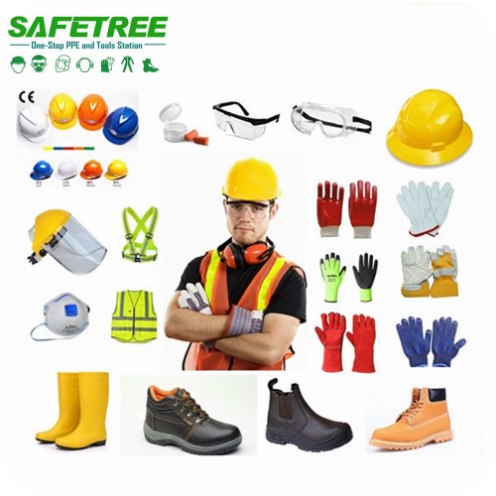 SAFETREE
One-Stop PPE and Tools Station
CE